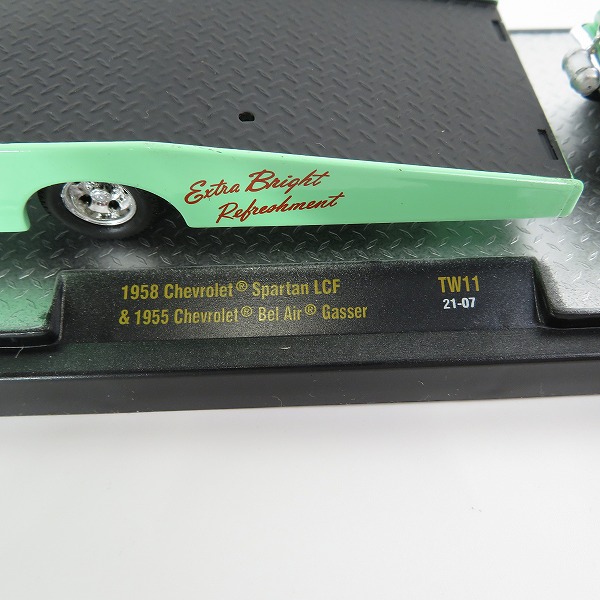 Extra Bright
Refreshment
1958 Chevrolet® Spartan LCF
& 1955 Chevrolet® Bel Air® Gasser
TW11
21-07